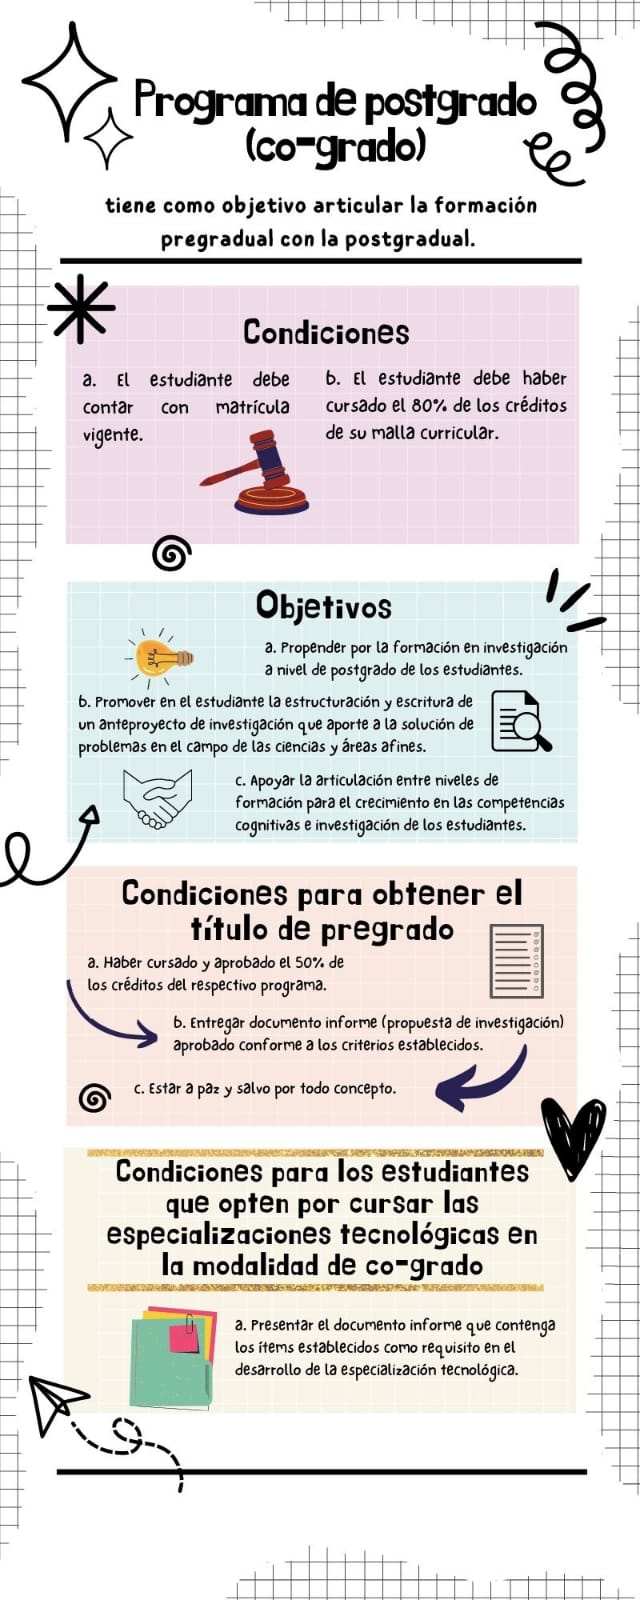 Programa de postgrado
(co-grado)
tiene como objetivo articular la formación
pregradual con la postgradual.
Condiciones
a. El estudiante debe
contar con matrícula
vigente.
b. El estudiante debe haber
cursado el 80% de los créditos
de su malla curricular.
Objetivos
a. Propender por la formación en investigación
a nivel de postgrado de los estudiantes.
b. Promover en el estudiante la estructuración y escritura de
un anteproyecto de investigación que aporte a la solución de
problemas en el campo de las ciencias y áreas afines.
c. Apoyar la articulación entre niveles de
formación para el crecimiento en las competencias
cognitivas e investigación de los estudiantes.
Condiciones para obtener el
título de pregrado
a. Haber cursado y aprobado el 50% de
los créditos del respectivo programa.
b. Entregar documento informe (propuesta de investigación)
aprobado conforme a los criterios establecidos.
c. Estar a paz y salvo por todo concepto.
Condiciones para los estudiantes
que opten por cursar las
especializaciones tecnológicas en
la modalidad de co-grado
a. Presentar el documento informe que contenga
los ítems establecidos como requisito en el
desarrollo de la especialización tecnológica.